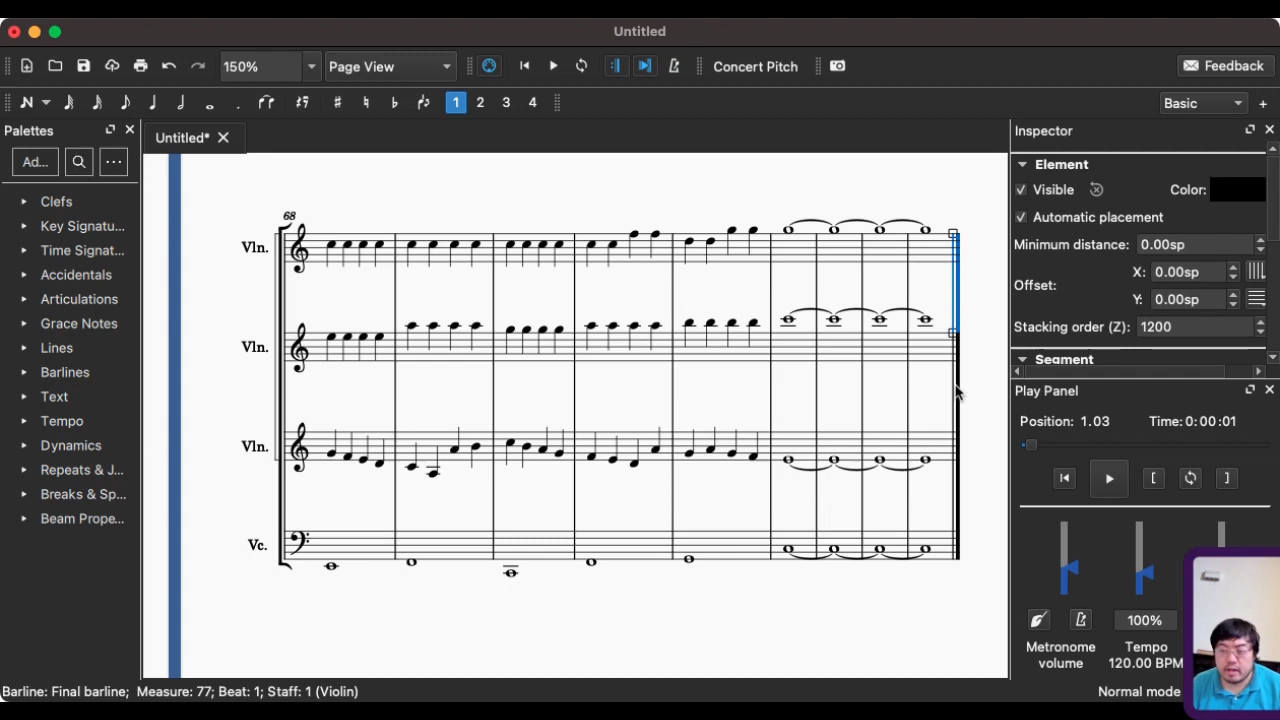 Untitled
150%
Page View
Concert Pitch
Feedback
1 2 3 4
Basic
+
Palettes
Untitled*
Inspector
Ad...
...
Element
Clefs
Key Signatu...
Time Signat...
Accidentals
Articulations
Grace Notes
Lines
Barlines
Text
Tempo
Dynamics
Repeats & J...
Breaks & Sp...
Beam Prope...
68
Vln.
Vln.
Vln.
Vc.
Visible
Color:
Automatic placement
Minimum distance: 0.00sp
Offset:
X: 0.00sp
Y: 0.00sp
Stacking order (Z): 1200
Segment
Play Panel
Position: 1.03 Time:0:00:01
[ ]
100%
Metronome volume
Tempo
120.00 BPM
Barline: Final barline; Measure: 77; Beat: 1; Staff: 1 (Violin)
Normal mode